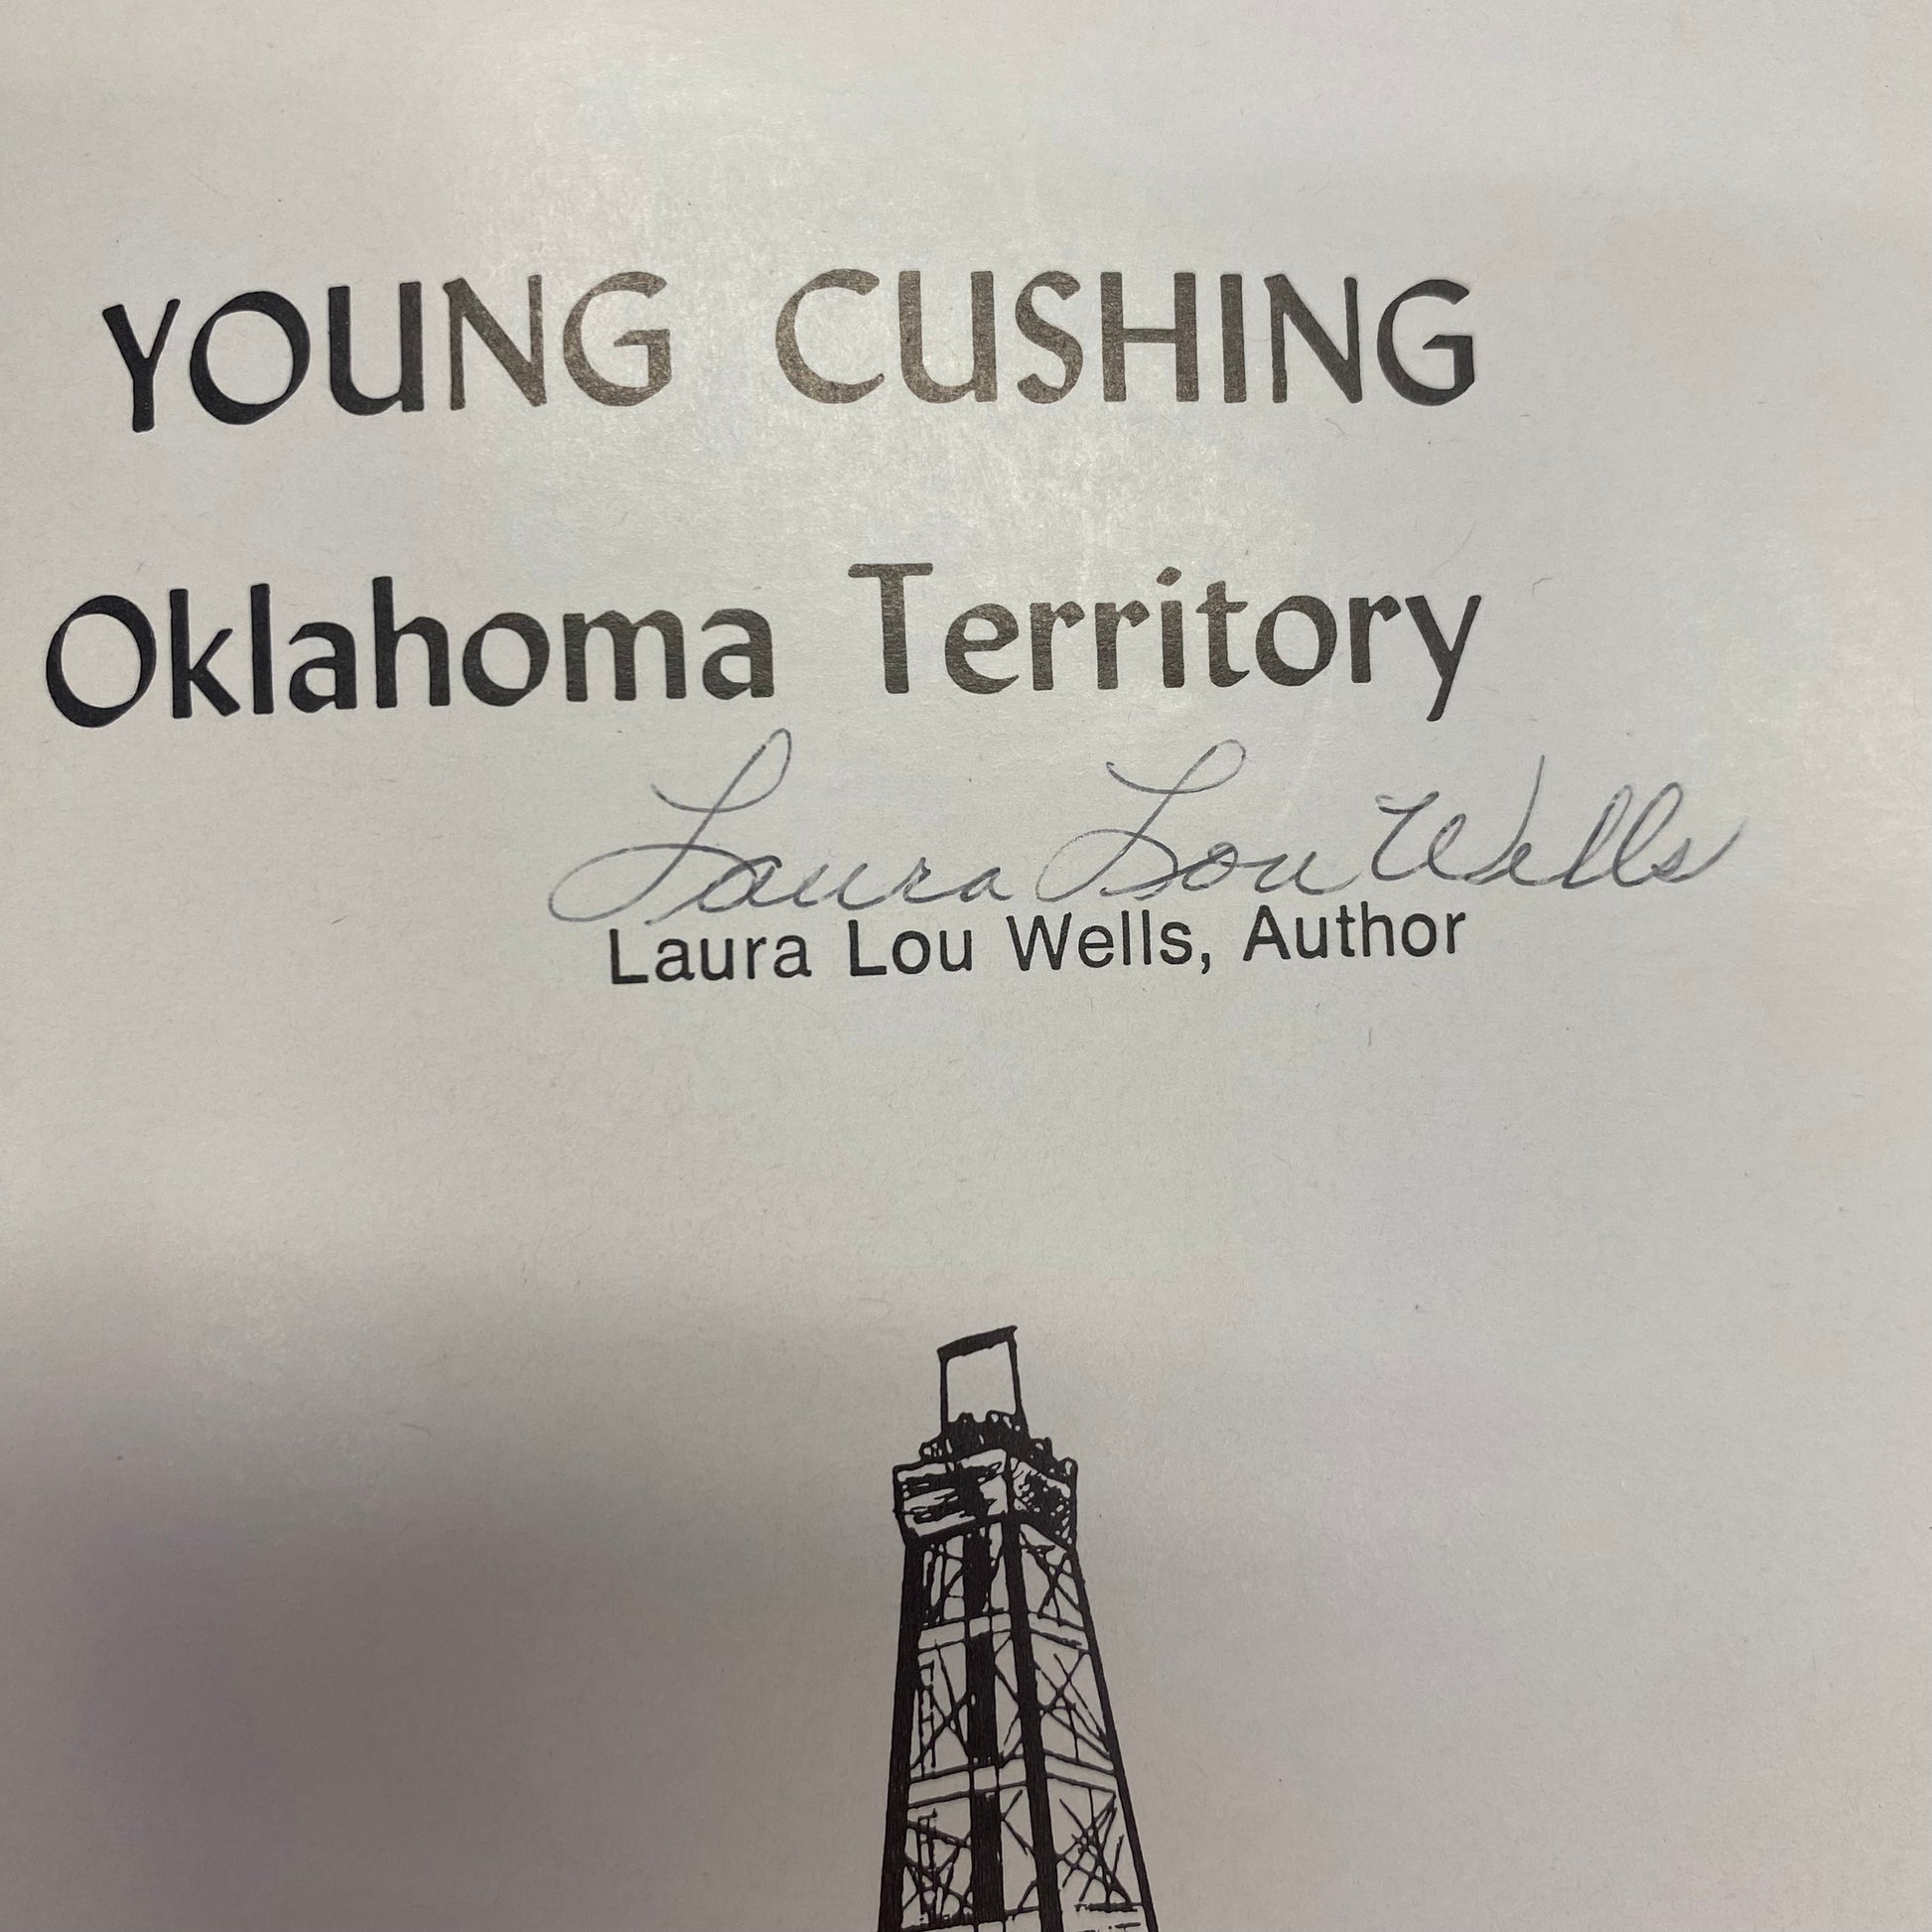 YOUNG CUSHING
Oklahoma Territory
Laura Lou Wells
Laura Lou Wells, Author